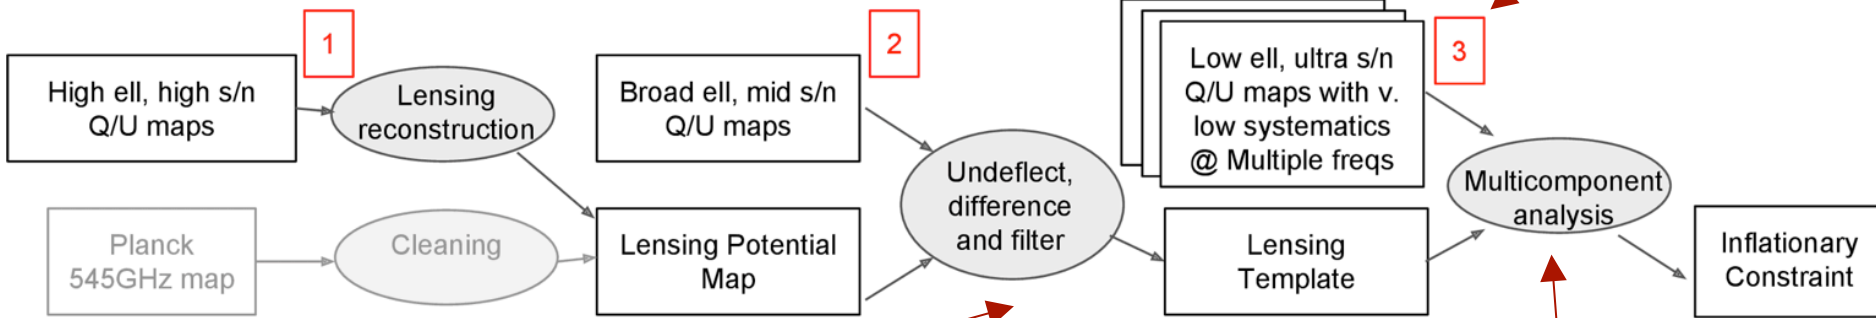 1
High ell, high s/n
Q/U maps
Lensing
reconstruction
2
Broad ell, mid s/n
Q/U maps
Planck
545GHz map
Cleaning
Lensing Potential
Map
Undeflect,
difference
and filter
3
Low ell, ultra s/n
Q/U maps with v.
low systematics
@ Multiple freqs
Lensing
Template
Multicomponent
analysis
Inflationary
Constraint